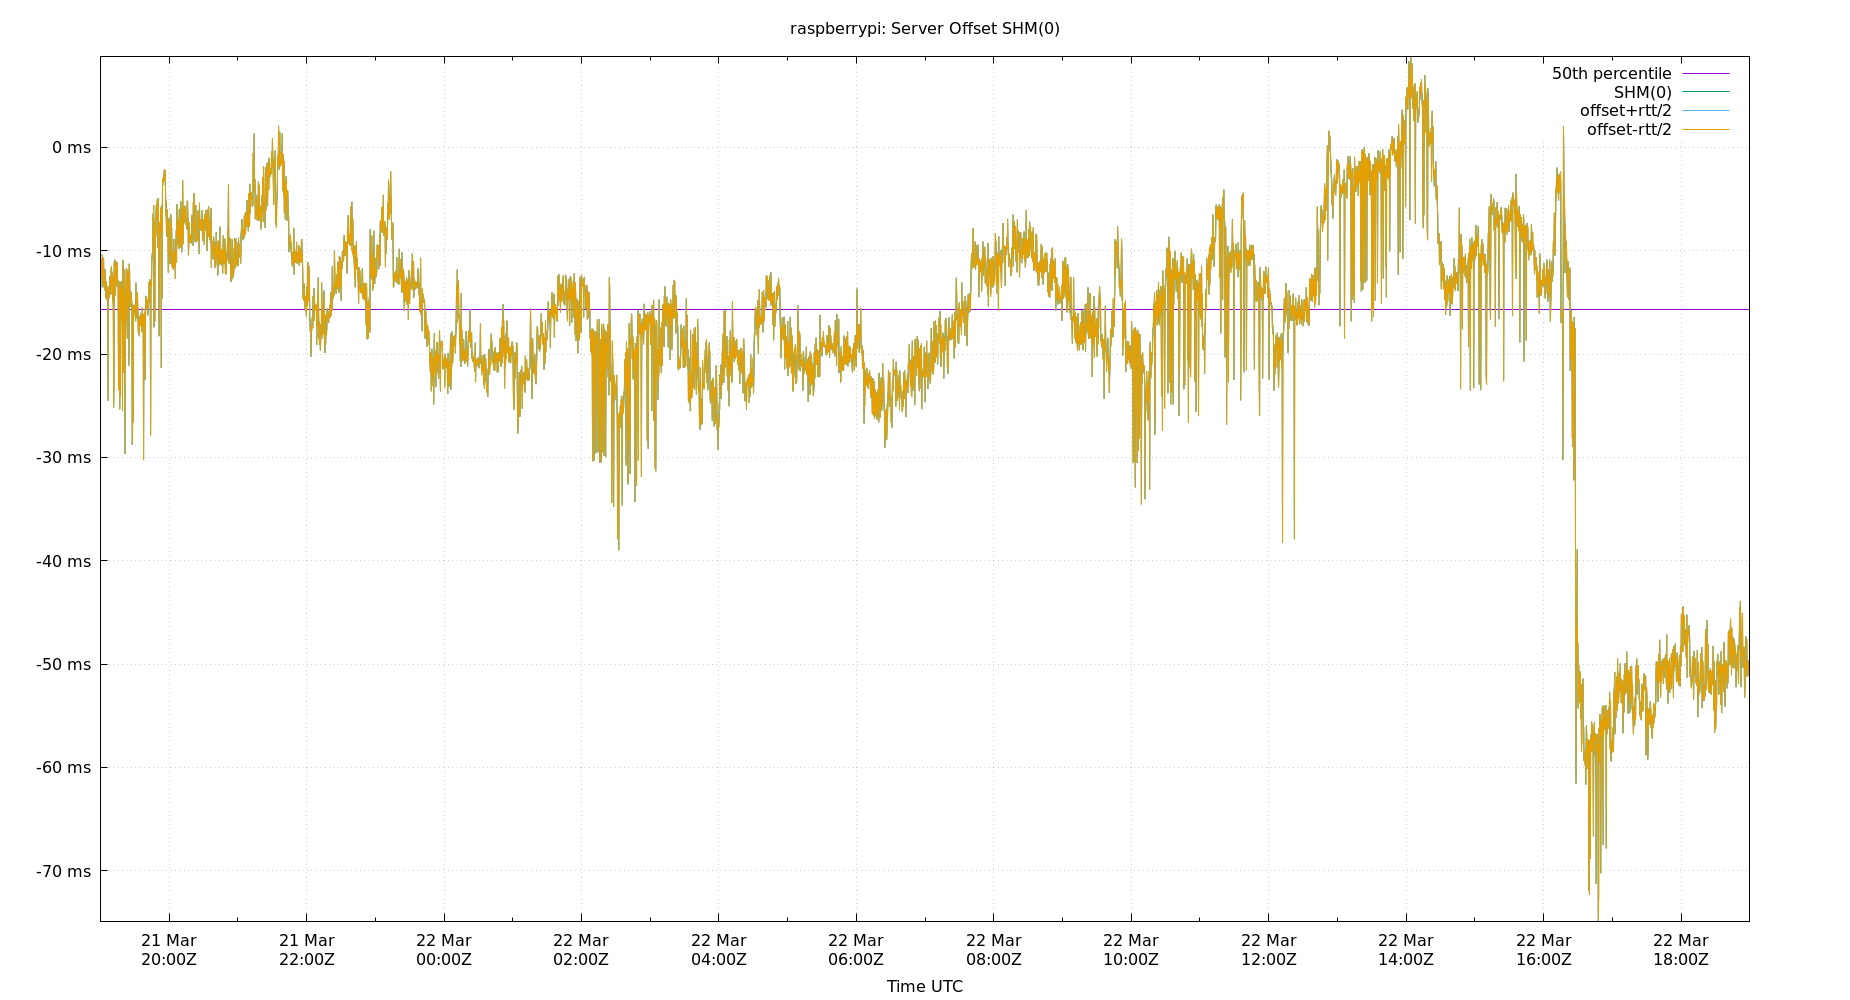 raspberrypi: Server Offset SHM(0)
50th percentile
SHM(0)
offset+rtt/2
offset-rtt/2
0 ms
-10 ms
-20 ms
-30 ms
-40 ms
-50 ms
-60 ms
-70 ms
21 Mar 21 Mar 22 Mar 22 Mar 22 Mar 22 Mar 22 Mar 22 Mar 22 Mar 22 Mar 22 Mar 22 Mar
20:00Z 22:00Z 00:00Z 02:00Z 04:00Z 06:00Z 08:00Z 10:00Z 12:00Z 14:00Z 16:00Z 18:00Z
Time UTC